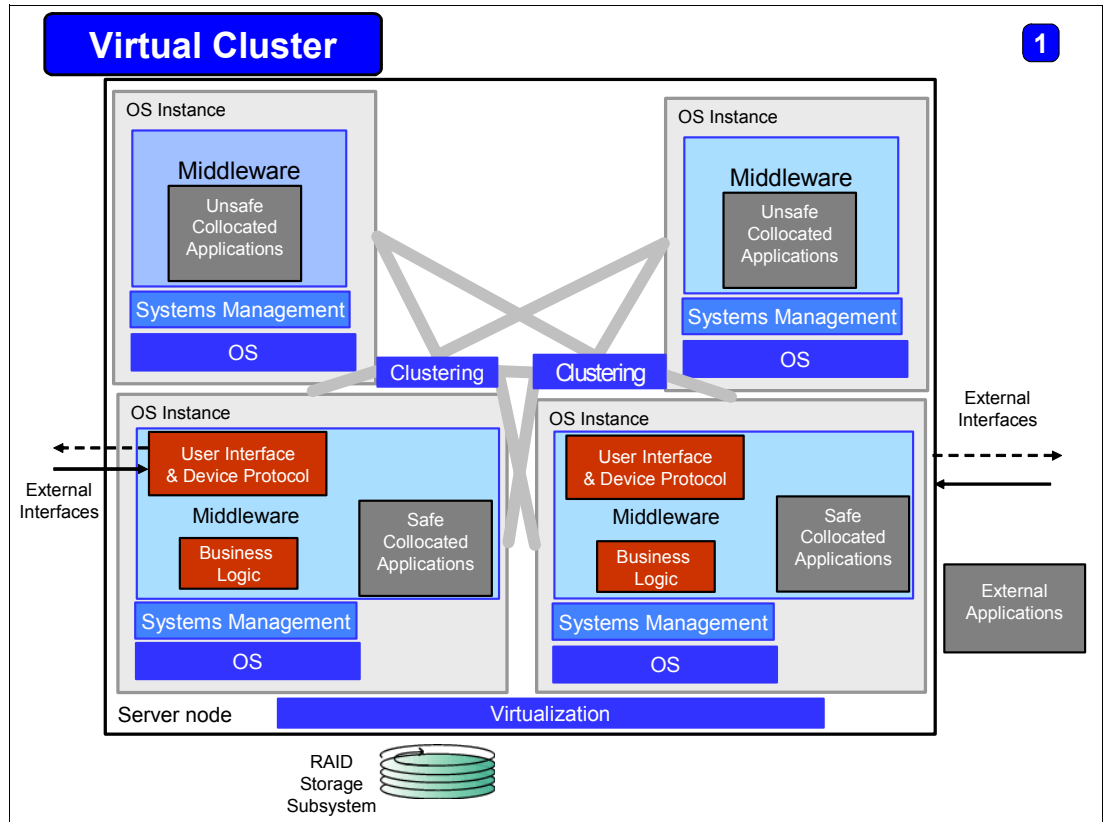 Virtual Cluster
1
OS Instance
Middleware
Unsafe
Collocated
Applications
Systems Management
OS
OS Instance
Middleware
Unsafe
Collocated
Applications
Systems Management
OS
Clustering
Clustering
External
Interfaces
OS Instance
User Interface
& Device Protocol
Middleware
Business
Logic
Safe
Collocated
Applications
Systems Management
OS
OS Instance
User Interface
& Device Protocol
Middleware
Business
Logic
Safe
Collocated
Applications
Systems Management
OS
External
Interfaces
External
Applications
Server node
Virtualization
RAID
Storage
Subsystem